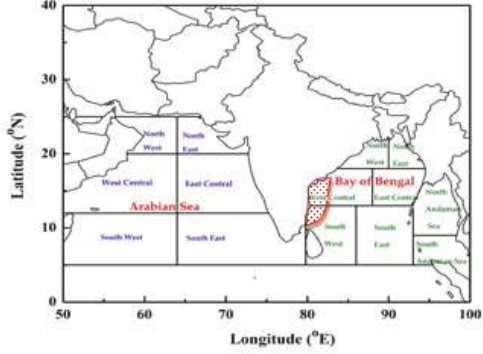 40
30
20
10
0
Latitude (°N)
North
West
North
East
West Central
East Central
Arabian Sea
South West
South East
North
West
North
East
Bay of Bengal
Central
East Central
South
West
South
East
North
Andaman
Sea
South
Andaman Sea
50
60
70
80
90
100
Longitude (°E)